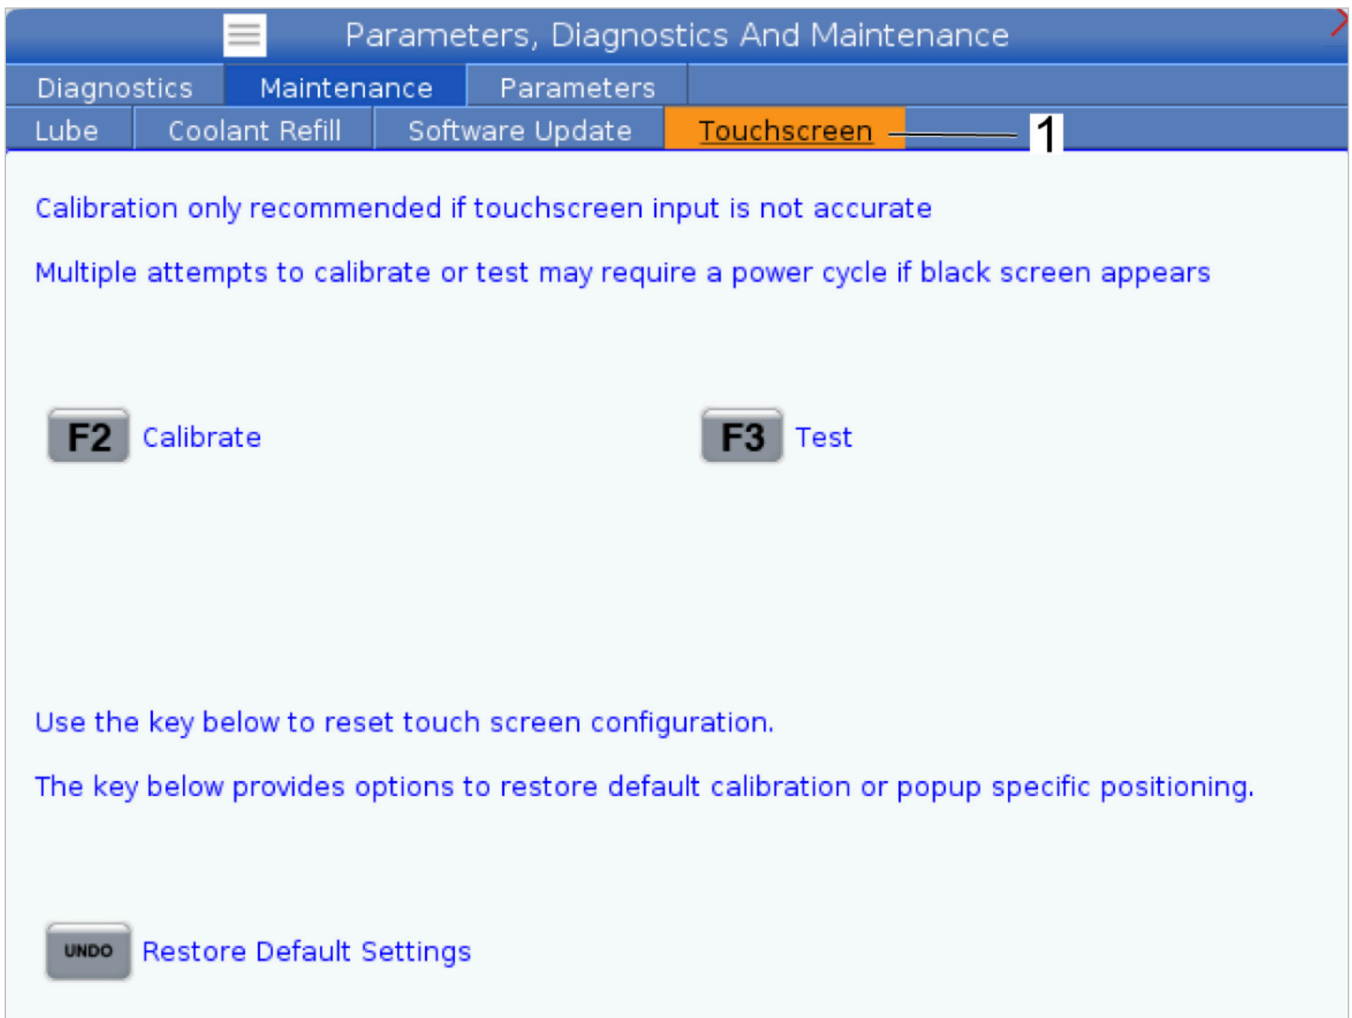 Parameters, Diagnostics And Maintenance
Diagnostics Maintenance Parameters
Lube Coolant Refill Software Update Touchscreen 1
Calibration only recommended if touchscreen input is not accurate
Multiple attempts to calibrate or test may require a power cycle if black screen appears
F2 Calibrate F3 Test
Use the key below to reset touch screen configuration.
The key below provides options to restore default calibration or popup specific positioning.
UNDO Restore Default Settings